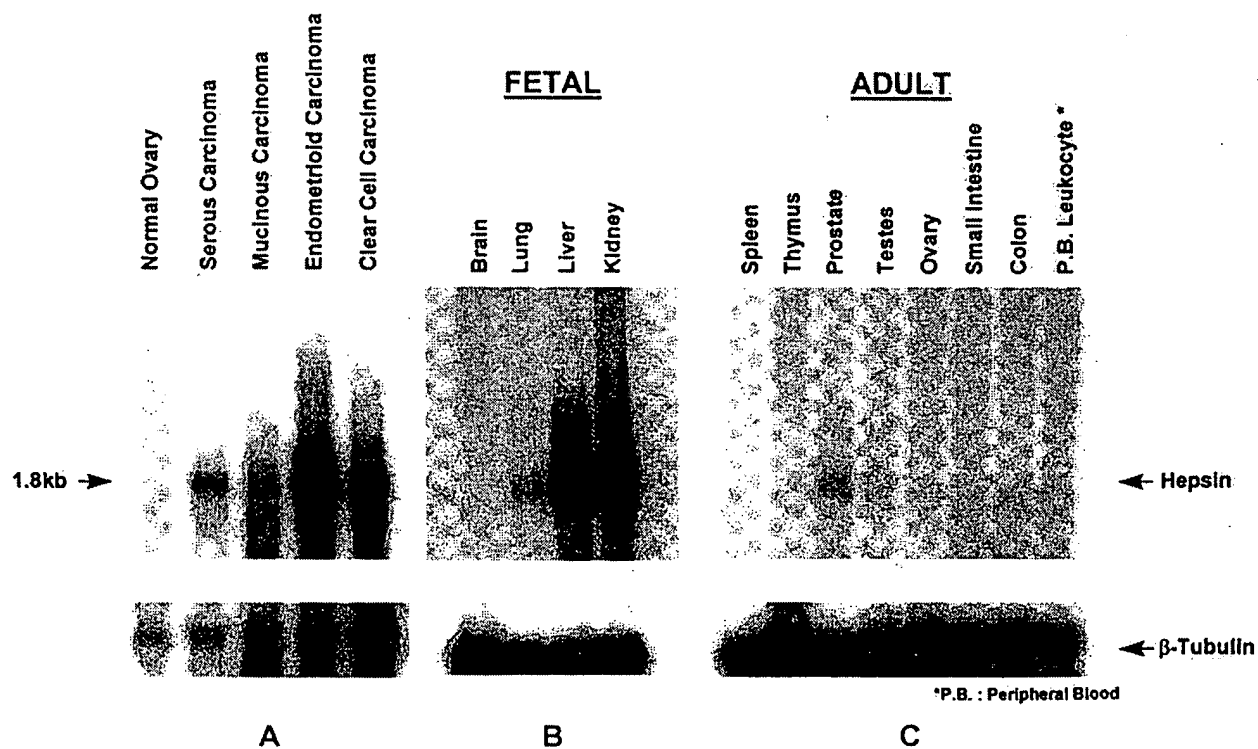 Normal Ovary
Serous Carcinoma
Mucinous Carcinoma
Endometrioid Carcinoma
Clear Cell Carcinoma
FETAL
Brain
Lung
Liver
Kidney
ADULT
Spleen
Thymus
Prostate
Testes
Ovary
Small Intestine
Colon
P.B. Leukocyte *
1.8kb
Hepsin
β-Tubulin
*P.B. : Peripheral Blood
A
B
C